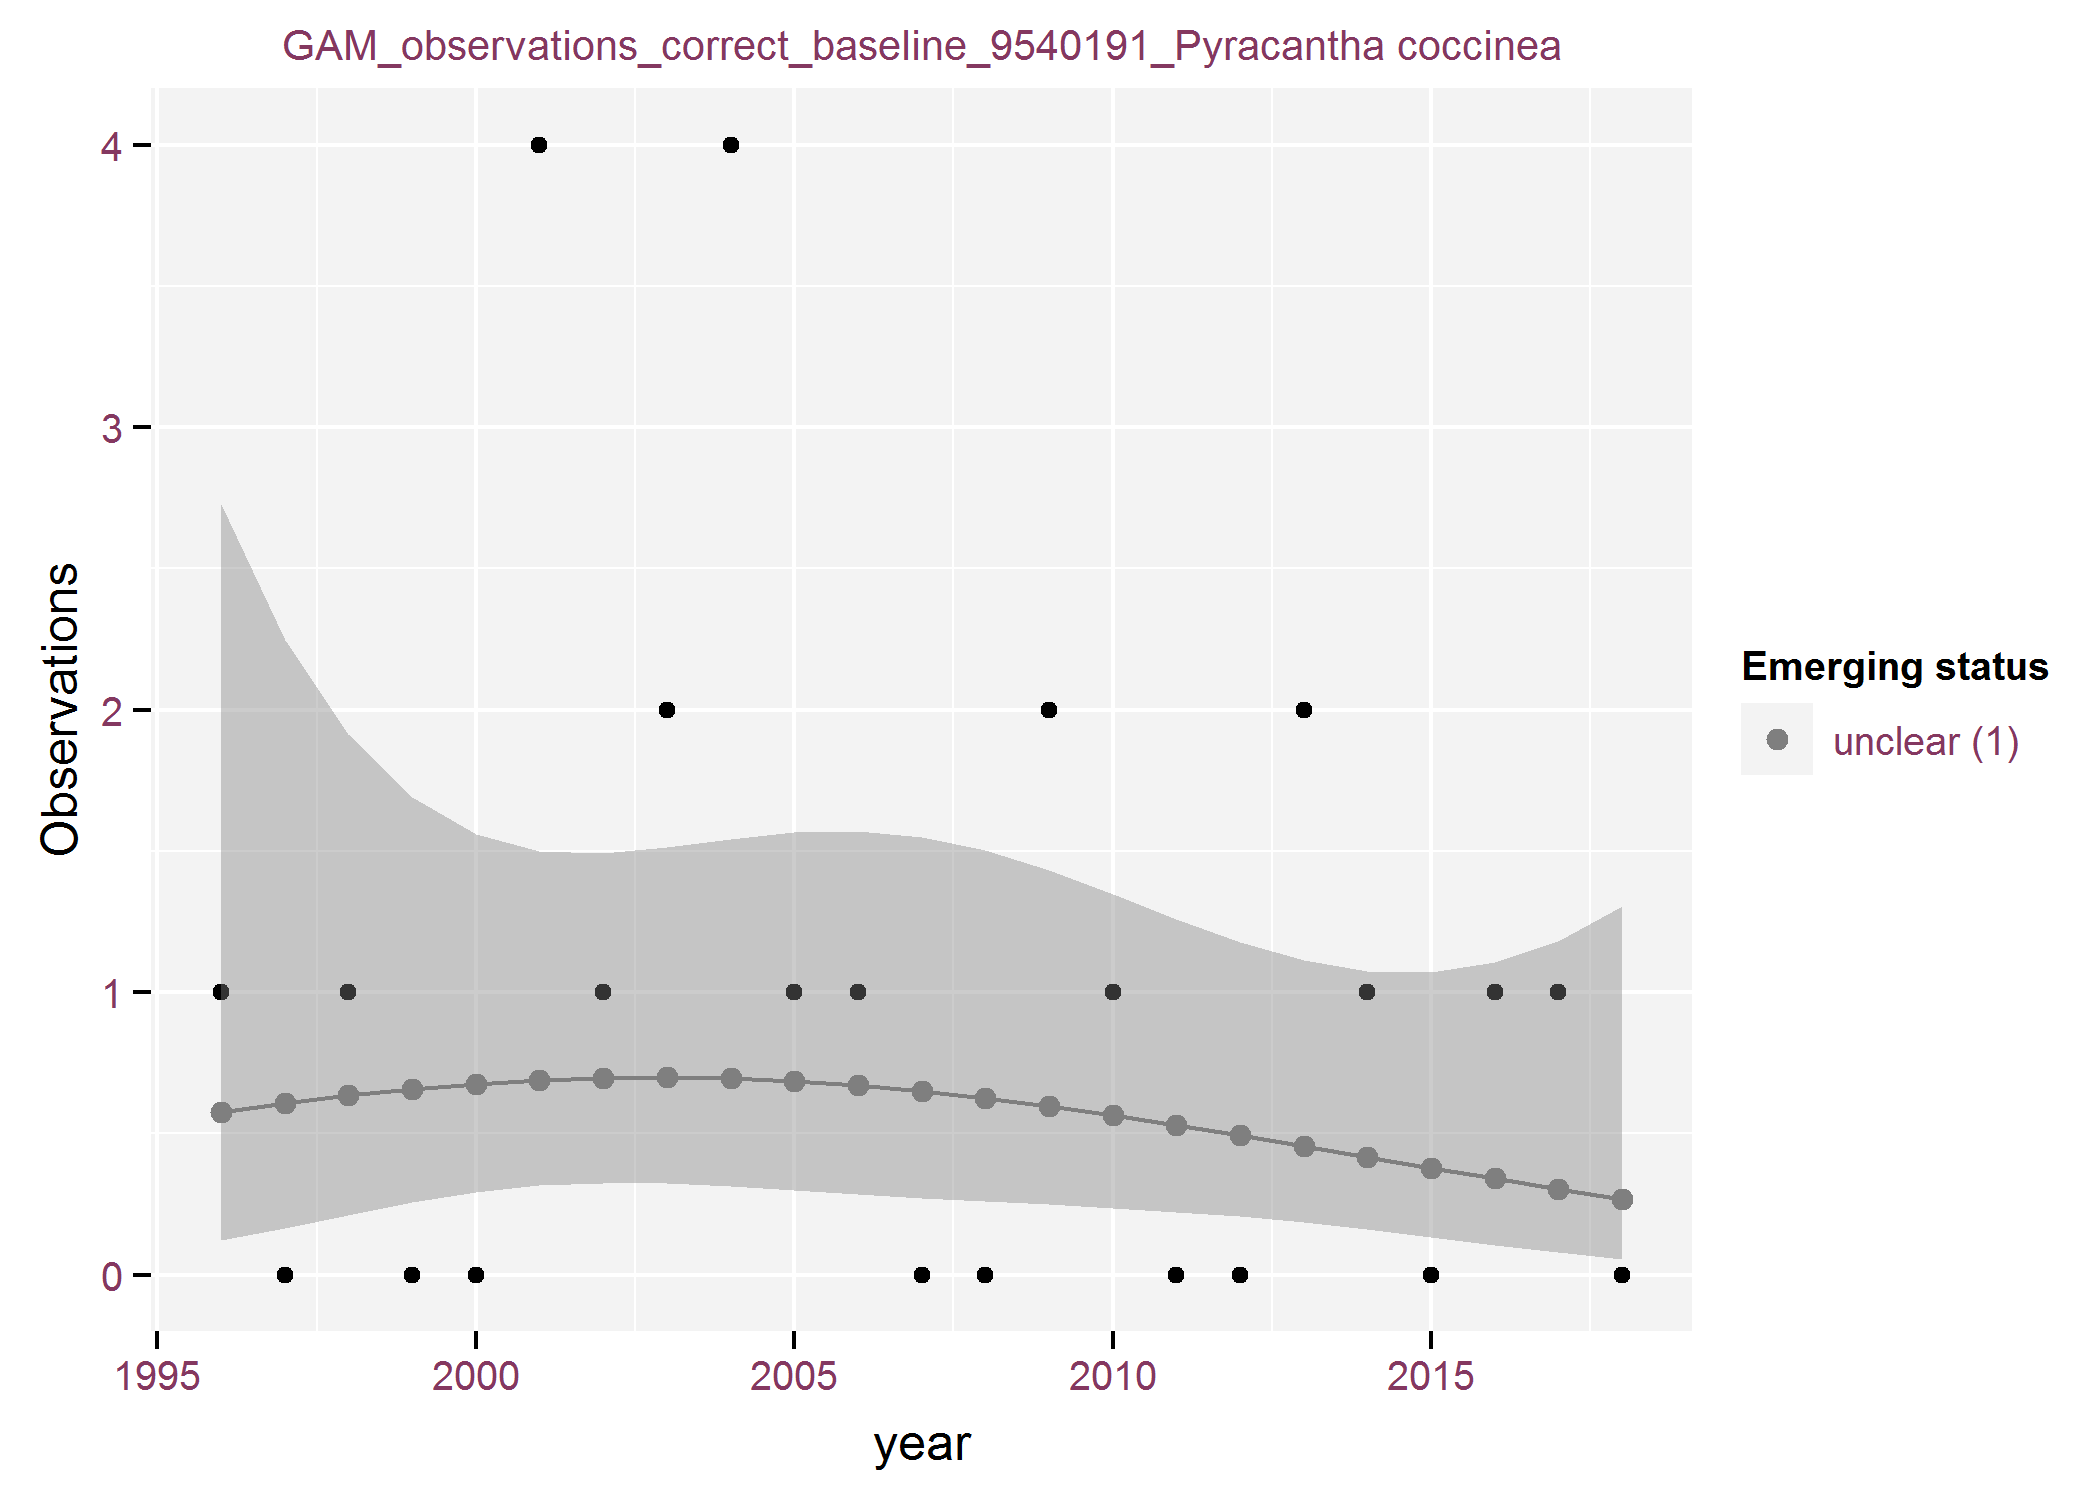 GAM_observations_correct_baseline_9540191_Pyracantha coccinea
4
3
2
1
0
Observations
1995 2000 2005 2010 2015
year
Emerging status
unclear (1)